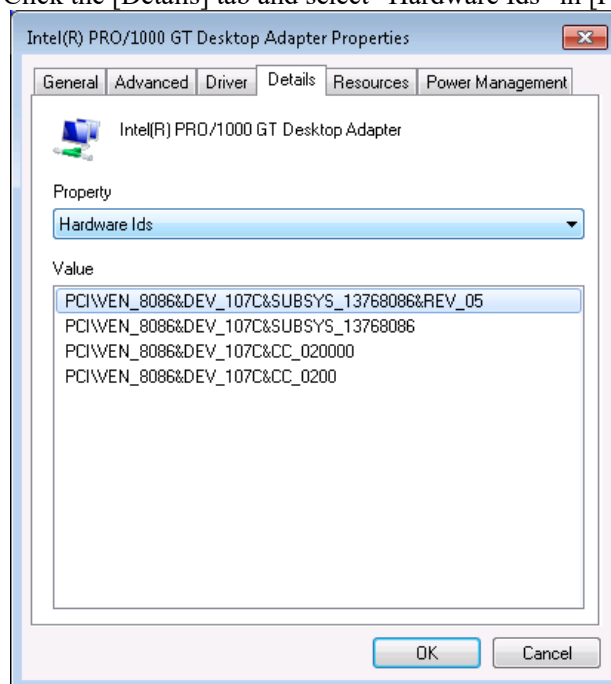 Click the [Details] tab and select "Hardware Ids" in [P
Intel(R) PRO/1000 GT Desktop Adapter Properties
General Advanced Driver Details Resources Power Management
Intel(R) PRO/1000 GT Desktop Adapter
Property
Hardware Ids
Value
PCI\VEN_8086&DEV_107C&SUBSYS_13768086&REV_05
PCI\VEN_8086&DEV_107C&SUBSYS_13768086
PCI\VEN_8086&DEV_107C&CC_020000
PCI\VEN_8086&DEV_107C&CC_0200
OK Cancel